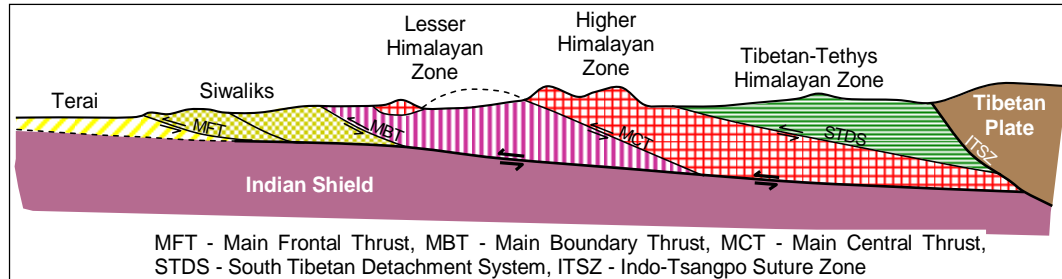 Lesser
Himalayan
Zone
Higher
Himalayan
Zone
Tibetan-Tethys
Himalayan Zone
Terai
Siwaliks
Tibetan
Plate
MFT
MBT
MCT
STDS
ITSZ
Indian Shield
MFT - Main Frontal Thrust, MBT - Main Boundary Thrust, MCT - Main Central Thrust,
STDS - South Tibetan Detachment System, ITSZ - Indo-Tsangpo Suture Zone